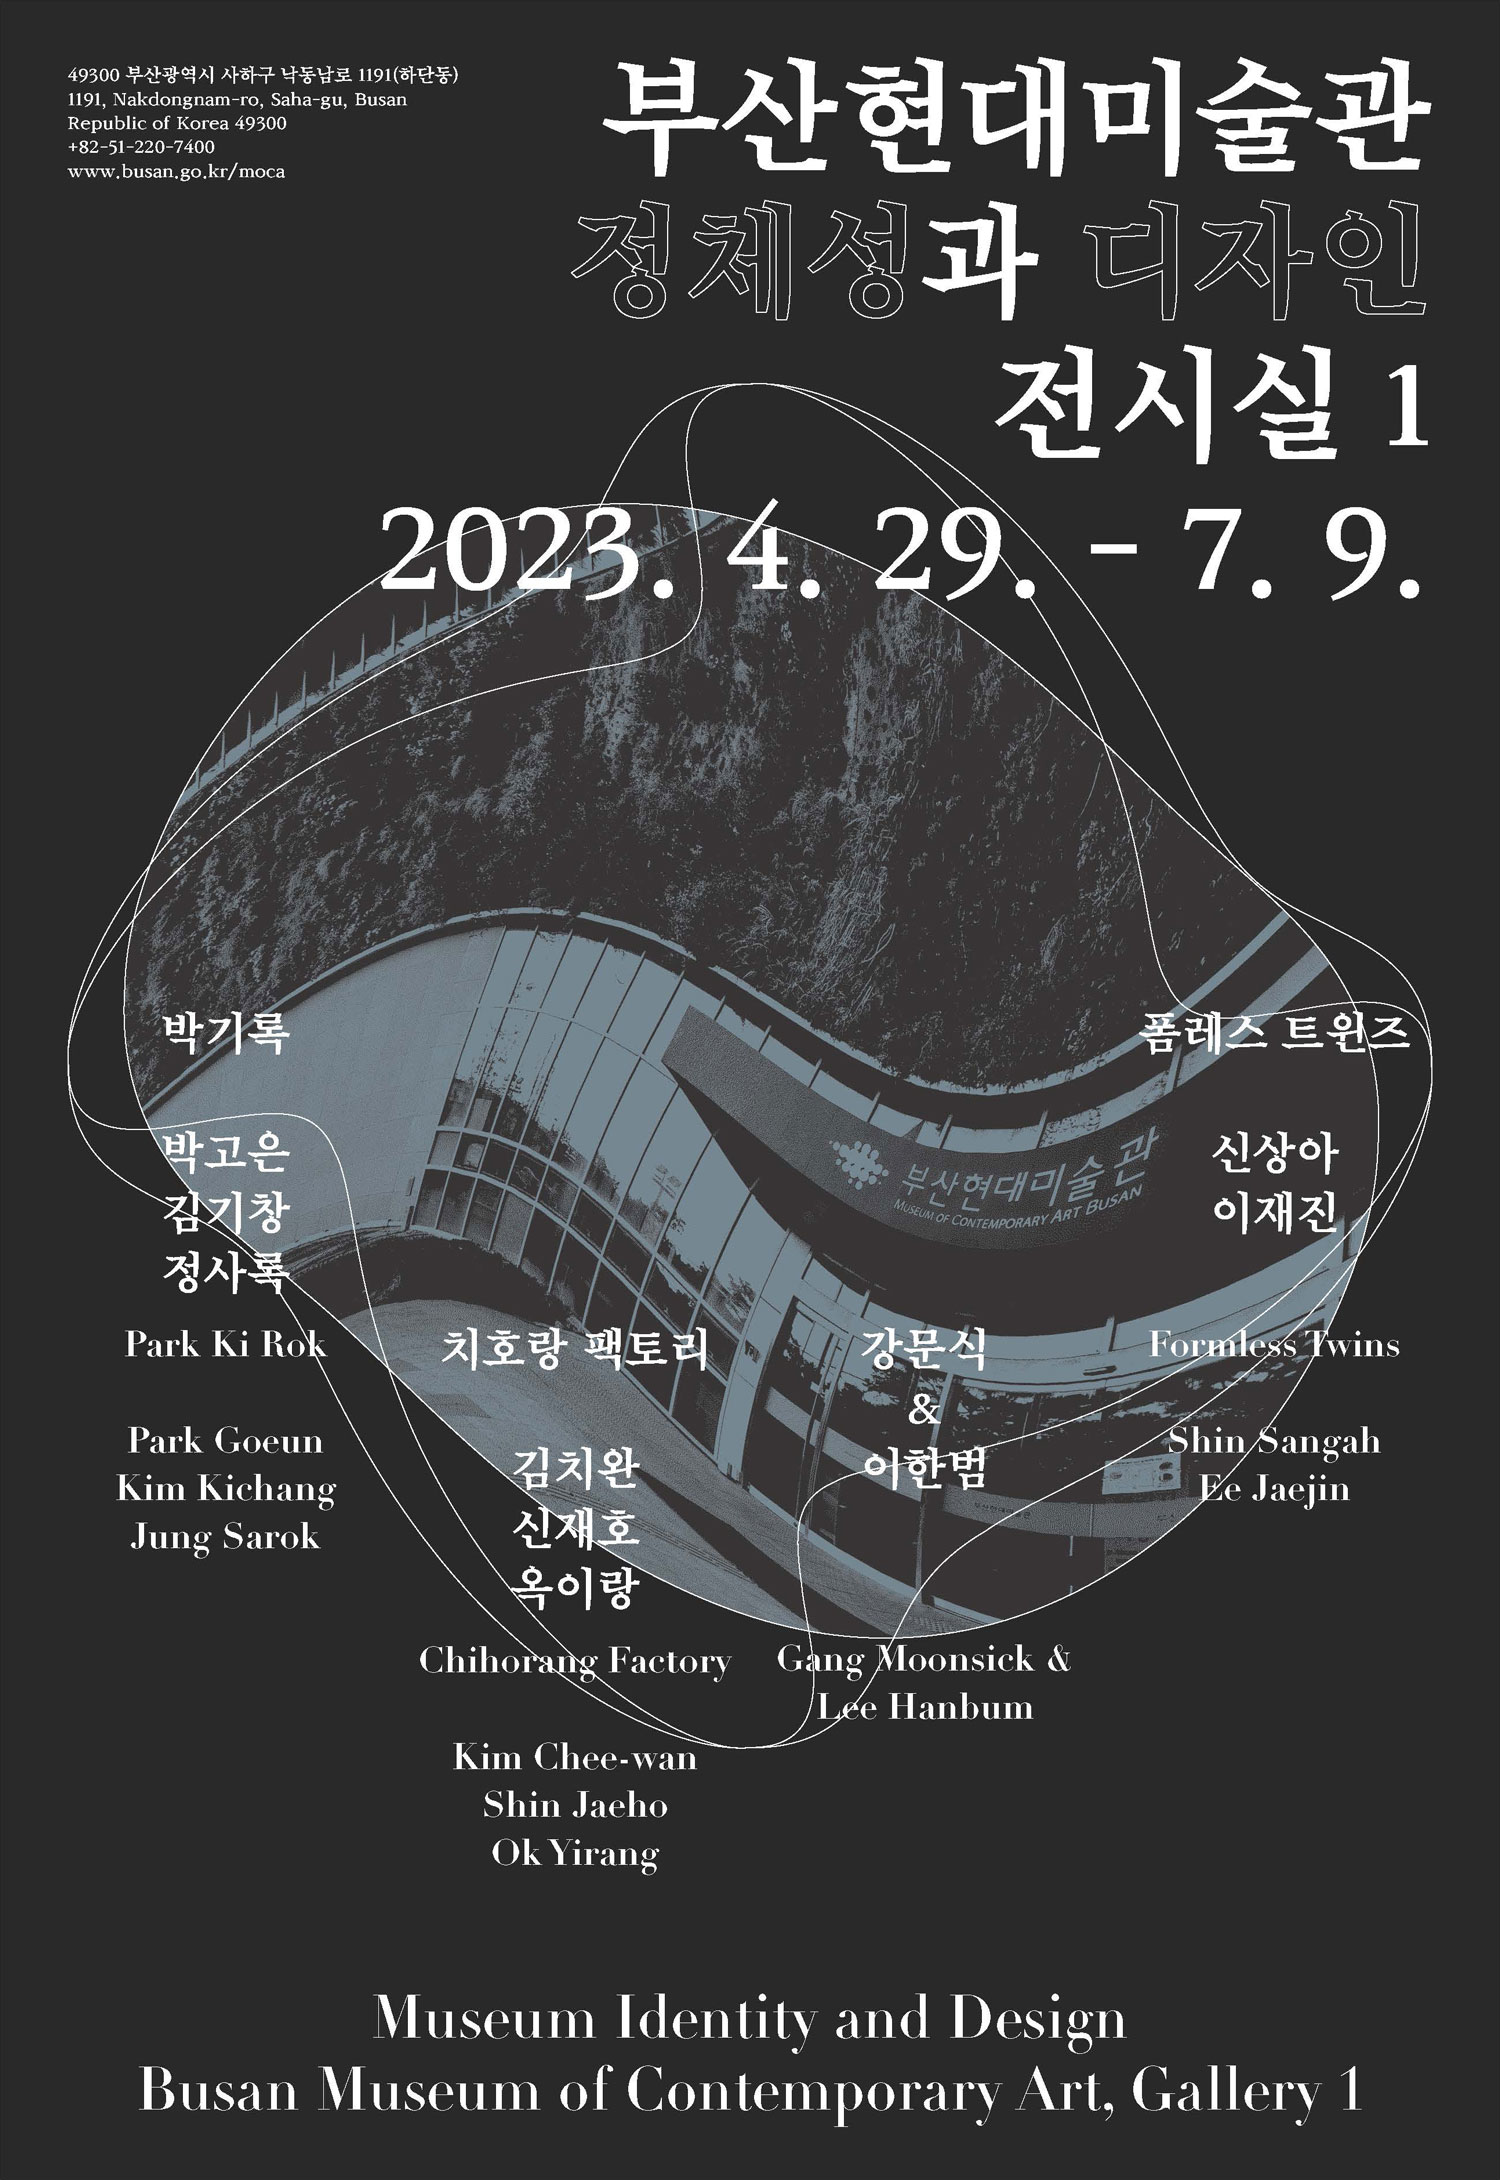 49300 부산광역시 사하구 낙동남로 1191(하단동)
1191, Nakdongnam-ro, Saha-gu, Busan
Republic of Korea 49300
+82-51-220-7400
www.busan.go.kr/moca
부산현대미술관
정체성과 디자인
전시실 1
2023. 4. 29. - 7. 9.
박기록
박고은
김기창
정사록
Park Ki Rok
Park Goeun
Kim Kichang
Jung Sarok
치호랑 팩토리
김치완
신재호
옥이랑
Chihorang Factory
Kim Chee-wan
Shin Jaeho
Ok Yirang
강문식
&
이한범
Gang Moonsick &
Lee Hanbum
폼레스 트윈즈
신상아
이재진
Formless Twins
Shin Sangah
Ee Jaejin
부산현대미술관
MUSEUM OF CONTEMPORARY ART BUSAN
Museum Identity and Design
Busan Museum of Contemporary Art, Gallery 1